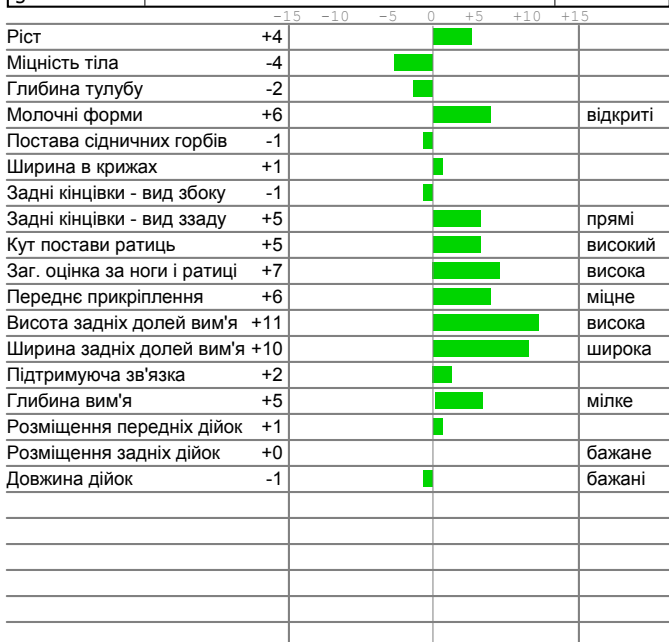 -15 -10 -5 0 +5 +10 +15
Ріст +4
Міцність тіла -4
Глибина тулубу -2
Молочні форми +6 відкриті
Постава сідничних горбів -1
Ширина в крижах +1
Задні кінцівки - вид збоку -1
Задні кінцівки - вид ззаду +5 прямі
Кут постави ратиць +5 високий
Заг. оцінка за ноги і ратиці +7 висока
Переднє прикріплення +6 міцне
Висота задніх долей вим'я +11 висока
Ширина задніх долей вим'я +10 широка
Підтримуюча зв'язка +2
Глибина вим'я +5 мілке
Розміщення передніх дійок +1
Розміщення задніх дійок +0 бажане
Довжина дійок -1 бажані